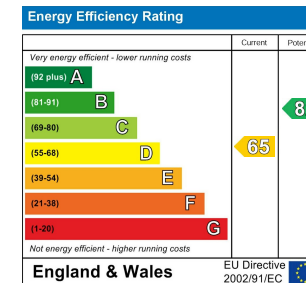 Energy Efficiency Rating
Current
Very energy efficient - lower running costs
(92 plus) A
(81-91) B
(69-80) C
(55-68) D
65
(39-54) E
(21-38) F
(1-20) G
Not energy efficient - higher running costs
England & Wales
EU Directive
2002/91/EC